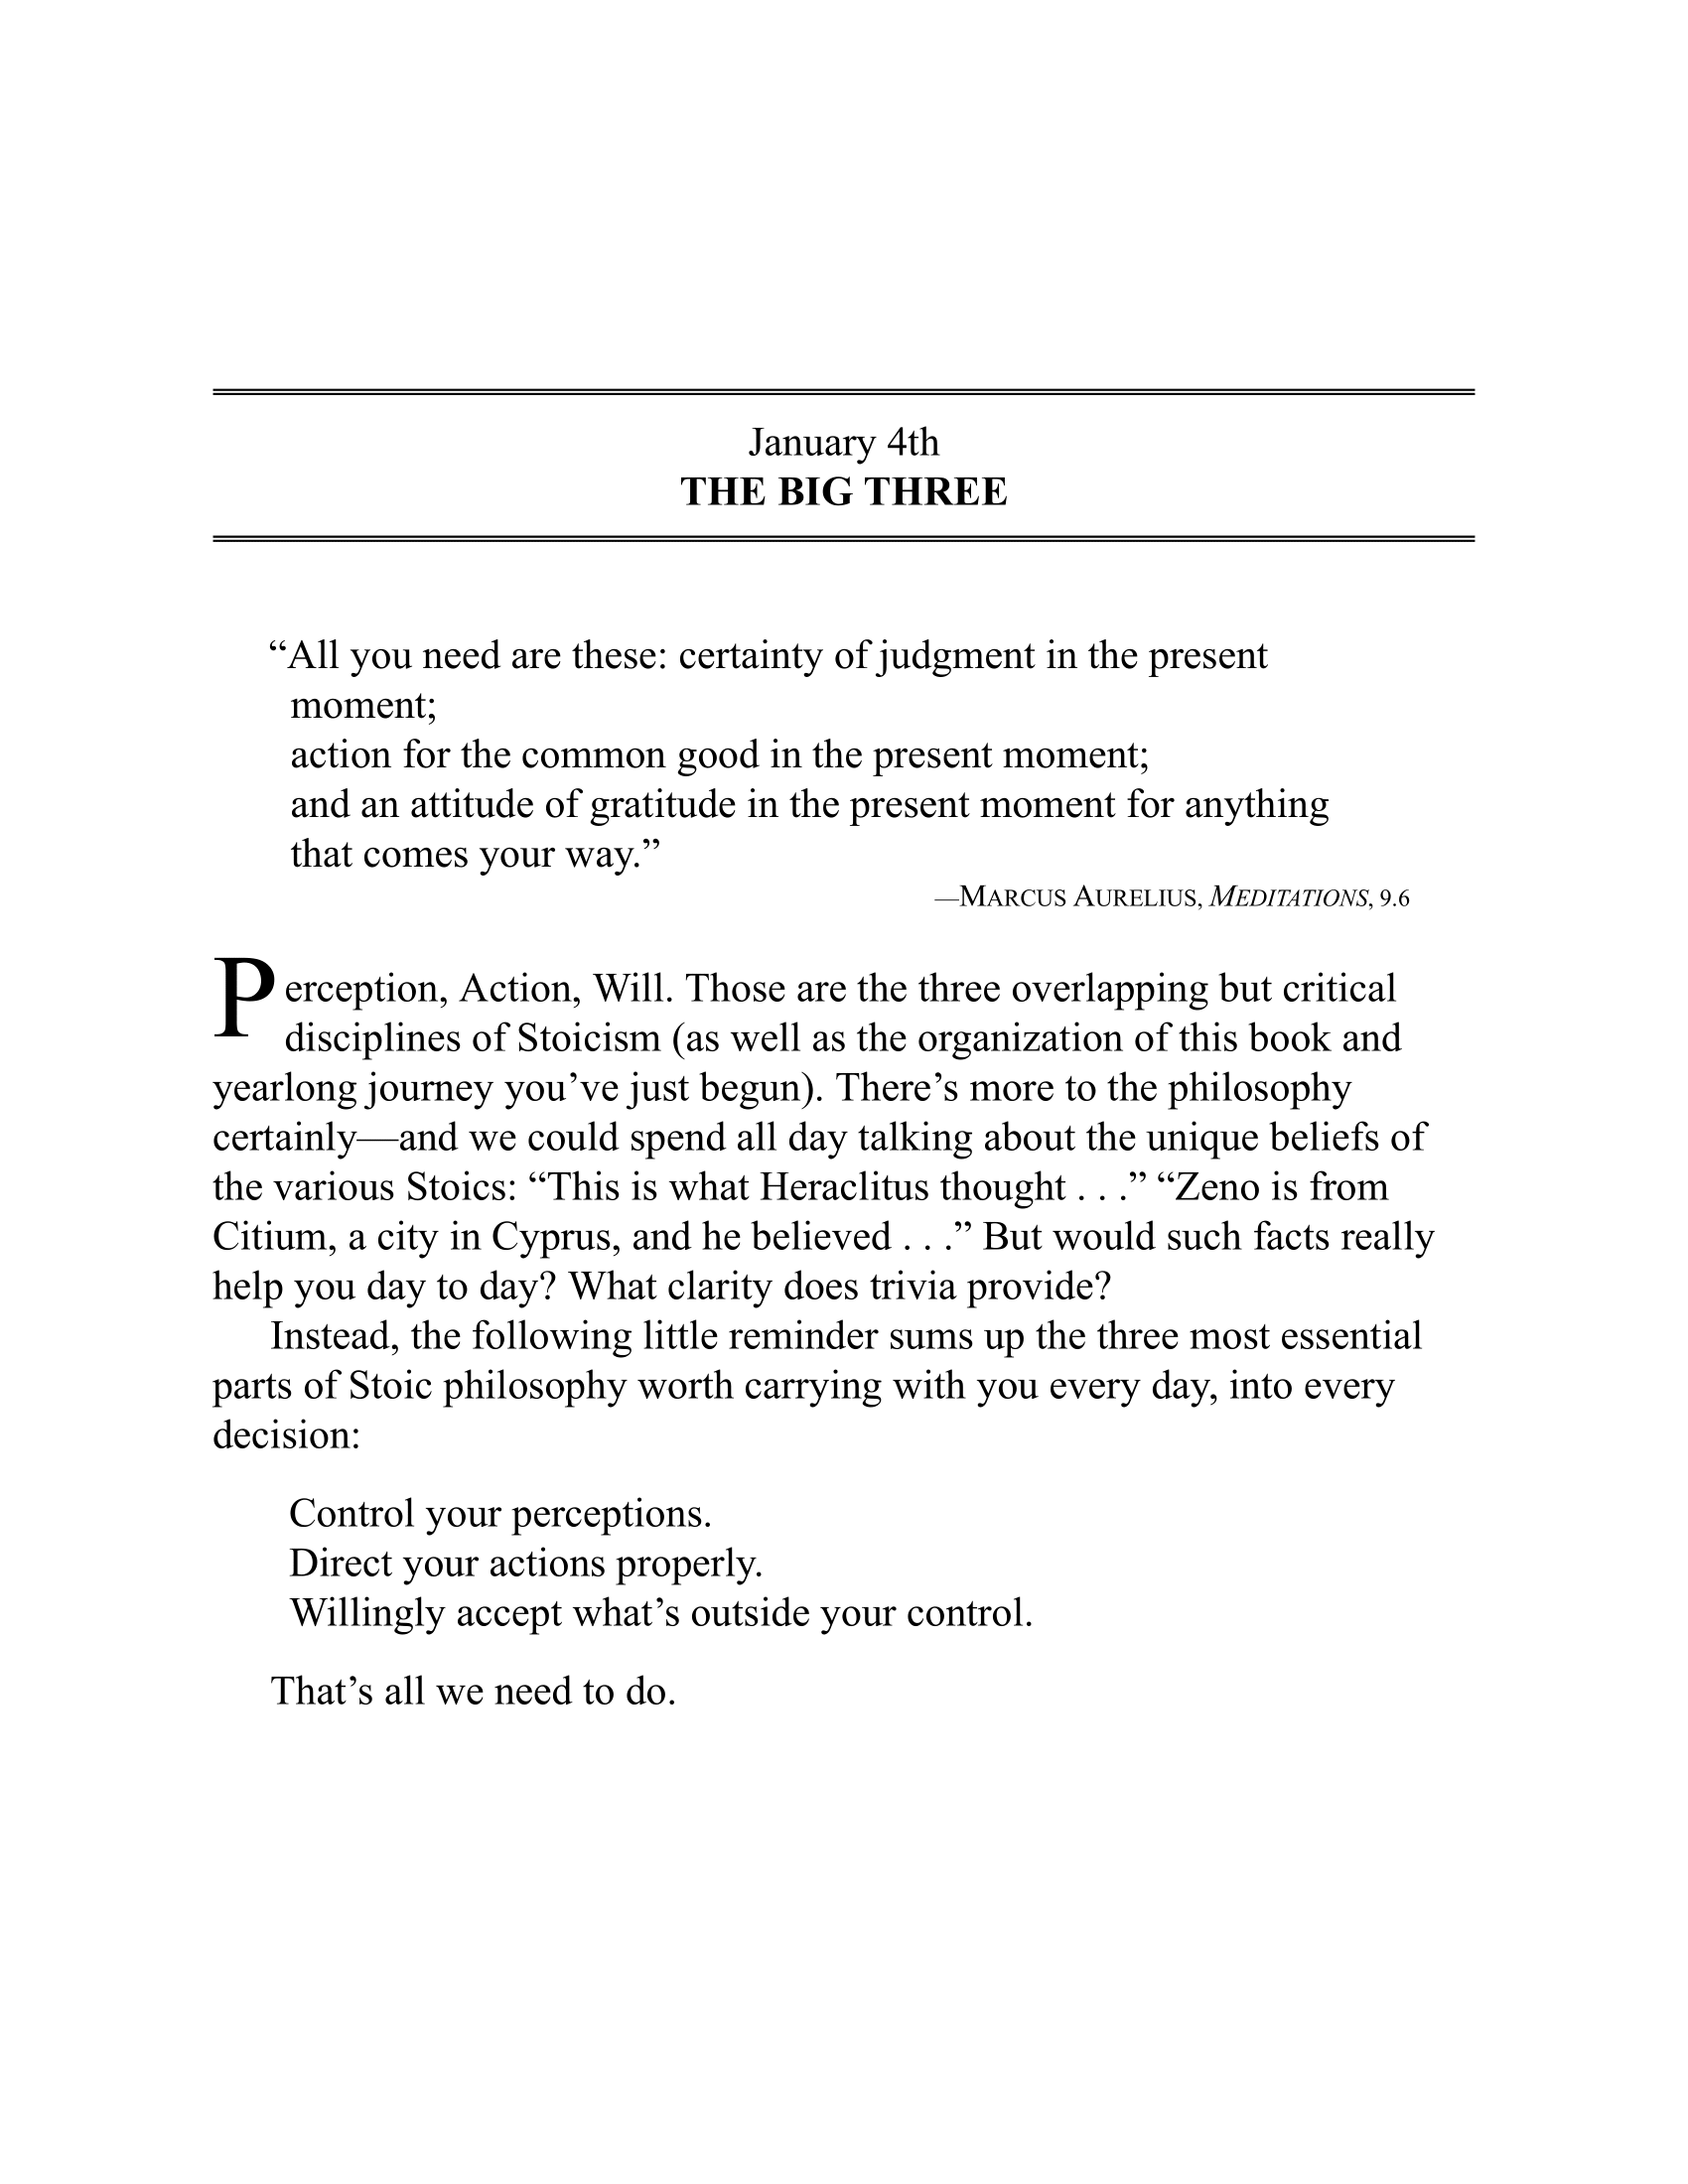 January 4th
THE BIG THREE
“All you need are these: certainty of judgment in the present
moment;
action for the common good in the present moment;
and an attitude of gratitude in the present moment for anything
that comes your way.”
—MARCUS AURELIUS, MEDITATIONS, 9.6
Perception, Action, Will. Those are the three overlapping but critical
disciplines of Stoicism (as well as the organization of this book and
yearlong journey you’ve just begun). There’s more to the philosophy
certainly—and we could spend all day talking about the unique beliefs of
the various Stoics: “This is what Heraclitus thought . . .” “Zeno is from
Citium, a city in Cyprus, and he believed . . .” But would such facts really
help you day to day? What clarity does trivia provide?
Instead, the following little reminder sums up the three most essential
parts of Stoic philosophy worth carrying with you every day, into every
decision:
Control your perceptions.
Direct your actions properly.
Willingly accept what’s outside your control.
That’s all we need to do.